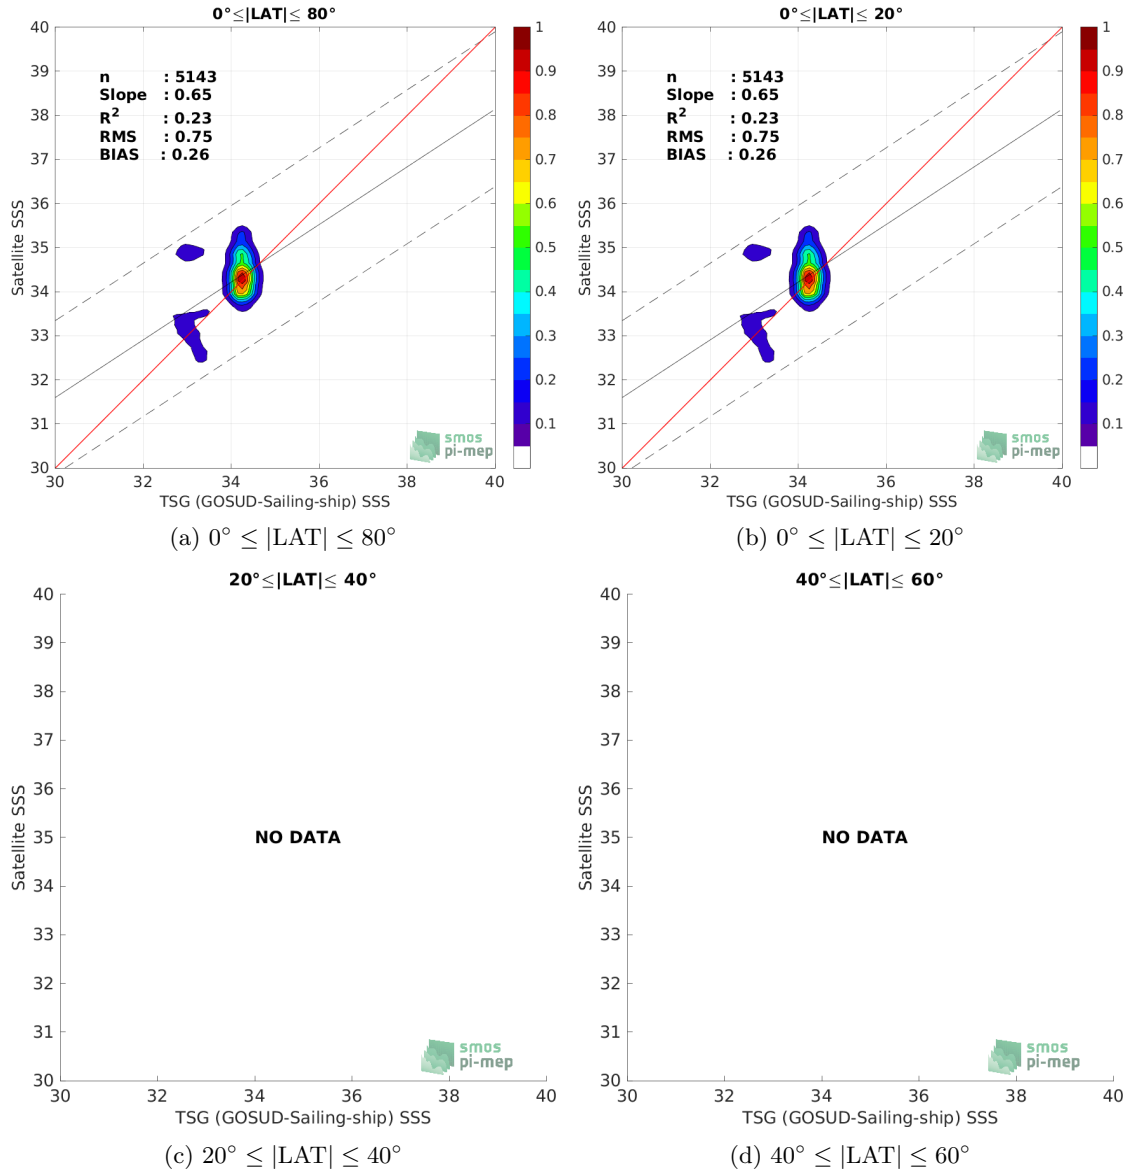 0°≤|LAT|≤ 80°
40
39
38
37
36
35
34
33
32
31
30
Satellite SSS
n : 5143
Slope : 0.65
R² : 0.23
RMS : 0.75
BIAS : 0.26
smos
pi-mep
30 32 34 36 38 40
TSG (GOSUD-Sailing-ship) SSS
1
0.9
0.8
0.7
0.6
0.5
0.4
0.3
0.2
0.1
(a) 0° ≤ |LAT| ≤ 80°
0°≤|LAT|≤ 20°
40
39
38
37
36
35
34
33
32
31
30
Satellite SSS
n : 5143
Slope : 0.65
R² : 0.23
RMS : 0.75
BIAS : 0.26
smos
pi-mep
30 32 34 36 38 40
TSG (GOSUD-Sailing-ship) SSS
1
0.9
0.8
0.7
0.6
0.5
0.4
0.3
0.2
0.1
(b) 0° ≤ |LAT| ≤ 20°
20°≤|LAT|≤ 40°
40
39
38
37
36
35
34
33
32
31
30
Satellite SSS
NO DATA
smos
pi-mep
30 32 34 36 38 40
TSG (GOSUD-Sailing-ship) SSS
(c) 20° ≤ |LAT| ≤ 40°
40°≤|LAT|≤ 60°
40
39
38
37
36
35
34
33
32
31
30
Satellite SSS
NO DATA
smos
pi-mep
30 32 34 36 38 40
TSG (GOSUD-Sailing-ship) SSS
(d) 40° ≤ |LAT| ≤ 60°